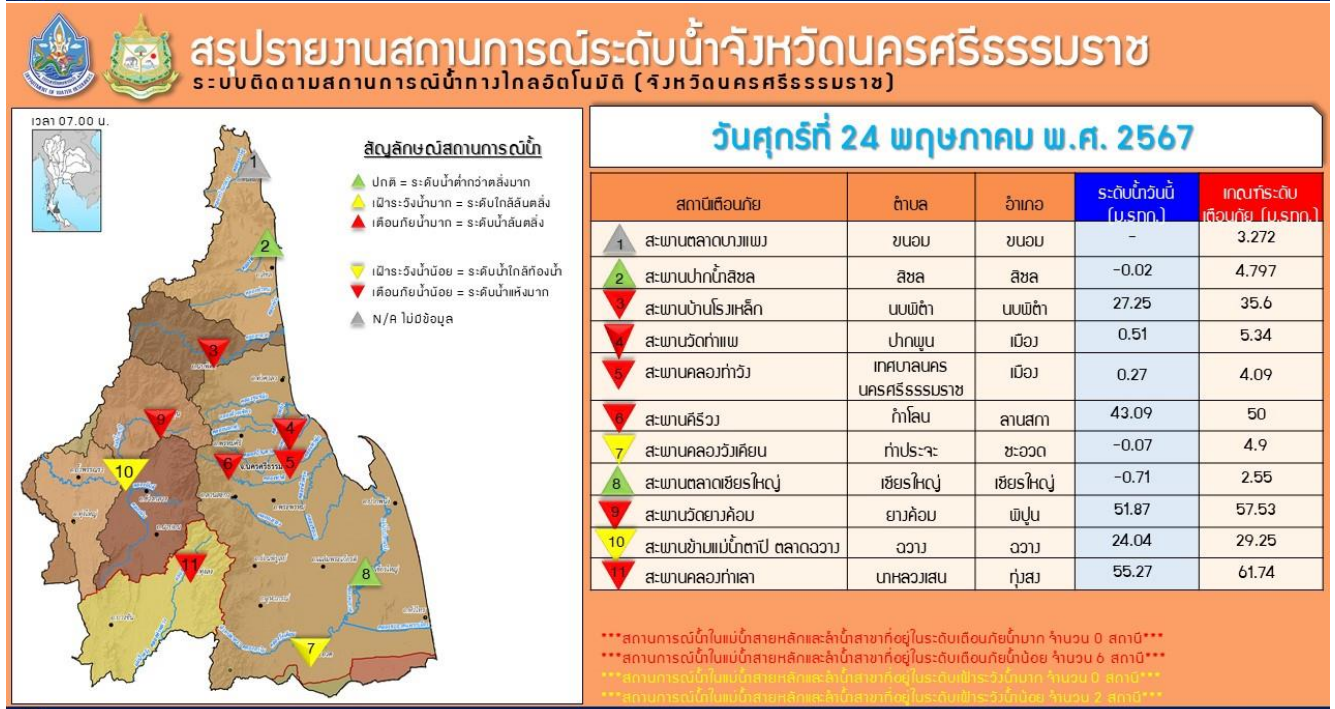 สรุปรายงานสถานการณ์ระดับน้ำจังหวัดนครศรีธรรมราช
ระบบติดตามสถานการณ์น้ำทางไกลอัตโนมัติ (จังหวัดนครศรีธรรมราช)
เวลา 07.00 น.
สัญลักษณ์สถานการณ์น้ำ
ปกติ = ระดับน้ำต่ำกว่าตลิ่งมาก
เฝ้าระวังน้ำมาก = ระดับใกล้ล้นตลิ่ง
เตือนภัยน้ำมาก = ระดับน้ำล้นตลิ่ง
เฝ้าระวังน้ำน้อย = ระดับน้ำใกล้ท้องน้ำ
เตือนภัยน้ำน้อย = ระดับน้ำแห้งมาก
N/A ไม่มีข้อมูล
1
2
3
4
5
6
7
8
9
10
11
วันศุกร์ที่ 24 พฤษภาคม พ.ศ. 2567
สถานีเตือนภัย ตำบล อำเภอ ระดับน้ำวันนี้ (ม.รทก.) เกณฑ์ระดับเตือนภัย (ม.รทก.)
1 สะพานตลาดบางแพง ขนอม ขนอม - 3.272
2 สะพานปากน้ำสิชล สิชล สิชล -0.02 4.797
3 สะพานบ้านโรงเหล็ก นบพิตำ นบพิตำ 27.25 35.6
4 สะพานวัดท่าแพ ปากพูน เมือง 0.51 5.34
5 สะพานคลองท่าวัง เทศบาลนครนครศรีธรรมราช เมือง 0.27 4.09
6 สะพานคีรีวง กำโลน ลานสกา 43.09 50
7 สะพานคลองวังเคียน ท่าประจะ ชะอวด -0.07 4.9
8 สะพานตลาดเชียรใหญ่ เชียรใหญ่ เชียรใหญ่ -0.71 2.55
9 สะพานวัดยางค้อม ยางค้อม พิปูน 51.87 57.53
10 สะพานข้ามแม่น้ำตาปี ตลาดฉวาง ฉวาง ฉวาง 24.04 29.25
11 สะพานคลองท่าเลา นาหลวงเสน ทุ่งสง 55.27 61.74
***สถานการณ์น้ำในแม่น้ำสายหลักและลำน้ำสาขาที่อยู่ในระดับเตือนภัยน้ำมาก จำนวน 0 สถานี***
***สถานการณ์น้ำในแม่น้ำสายหลักและลำน้ำสาขาที่อยู่ในระดับเตือนภัยน้ำน้อย จำนวน 6 สถานี***
***สถานการณ์น้ำในแม่น้ำสายหลักและลำน้ำสาขาที่อยู่ในระดับเฝ้าระวังน้ำมาก จำนวน 0 สถานี***
***สถานการณ์น้ำในแม่น้ำสายหลักและลำน้ำสาขาที่อยู่ในระดับเฝ้าระวังน้ำน้อย จำนวน 2 สถานี***